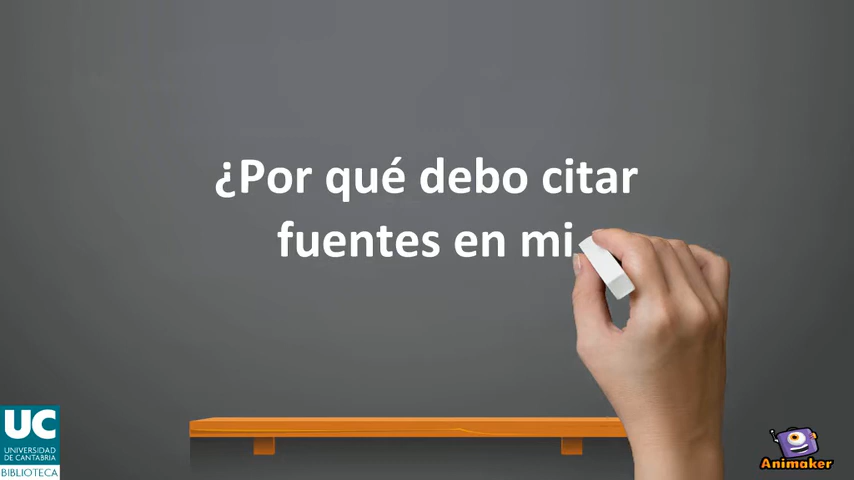 ¿Por qué debo citar
fuentes en mi
UC
UNIVERSIDAD
DE CANTABRIA
BIBLIOTECA
Animaker